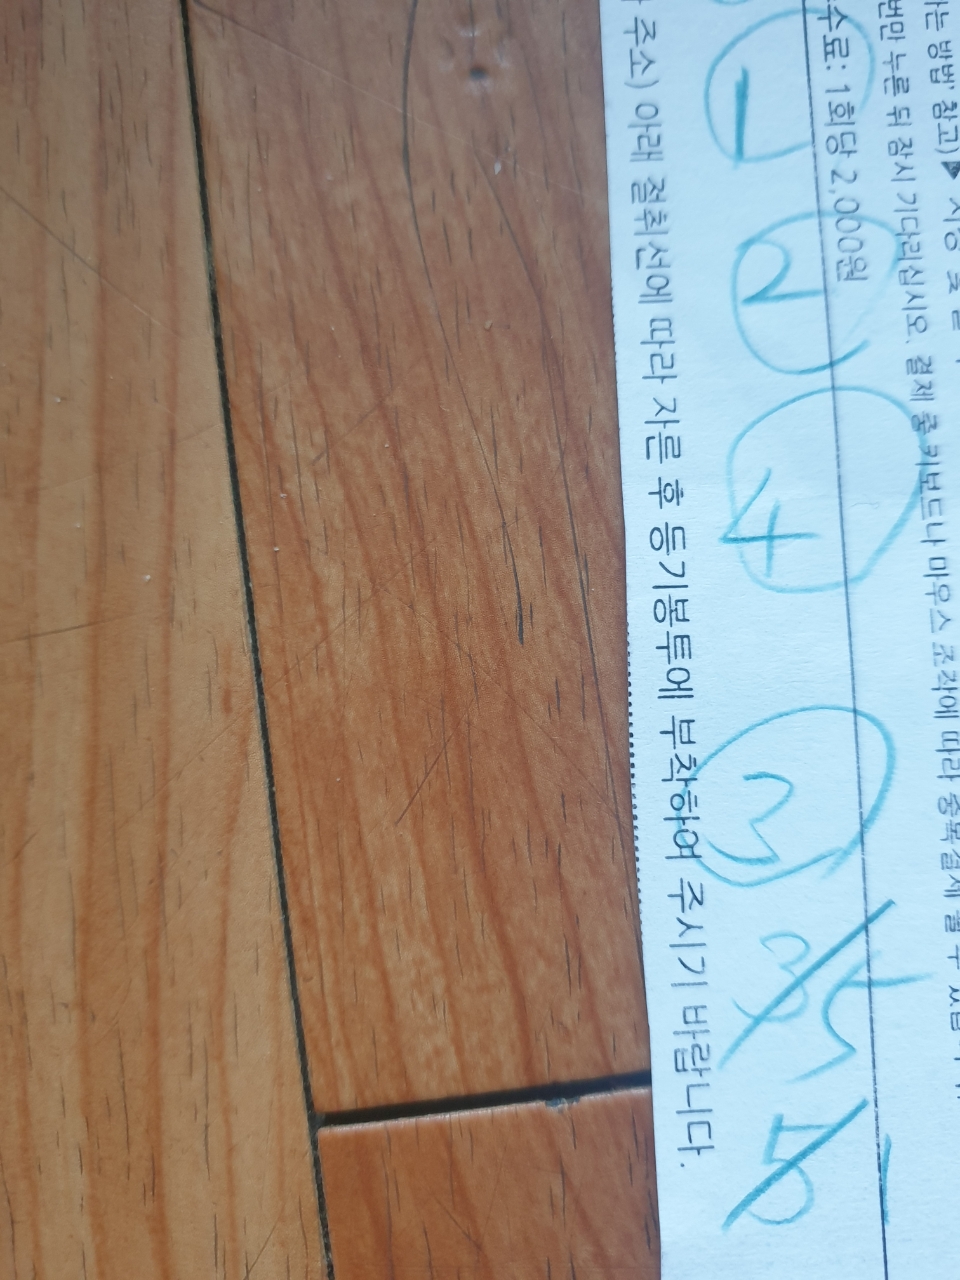 방법' 참고)▶
번만 누른 뒤 잠시 기다리십시오. 결제 중 키보드나 마우스 조작에 따라 중복결제 될 수
수료: 1회당 2,000원
1 2 4 3 5
주소) 아래 절취선에 따라 자른 후 등기봉투에 부착하여 주시기 바랍니다.